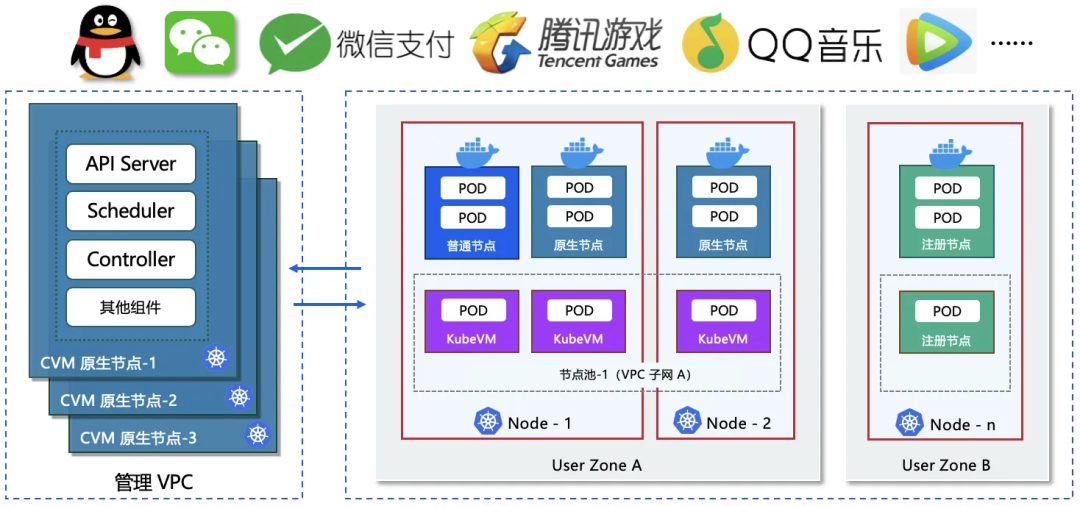 微信支付
腾讯游戏
Tencent Games
QQ音乐
······
API Server
Scheduler
Controller
其他组件
CVM 原生节点-1
CVM 原生节点-2
CVM 原生节点-3
管理 VPC
POD
POD
普通节点
POD
POD
原生节点
POD
POD
原生节点
POD
KubeVM
POD
KubeVM
POD
KubeVM
节点池-1（VPC 子网 A）
Node - 1
Node - 2
User Zone A
POD
POD
注册节点
POD
注册节点
Node - n
User Zone B